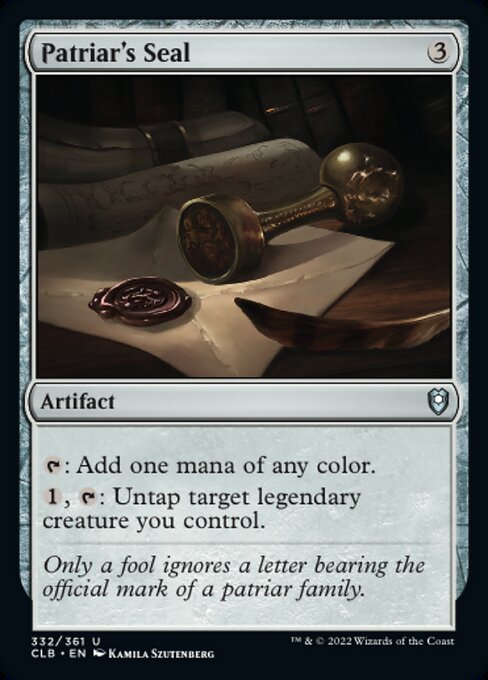 Patriar's Seal 3
Artifact
T: Add one mana of any color.
1, T: Untap target legendary
creature you control.
Only a fool ignores a letter bearing the
official mark of a patriar family.
332/361 U
CLB • EN Kamila Szutenberg
™ & © 2022 Wizards of the Coast